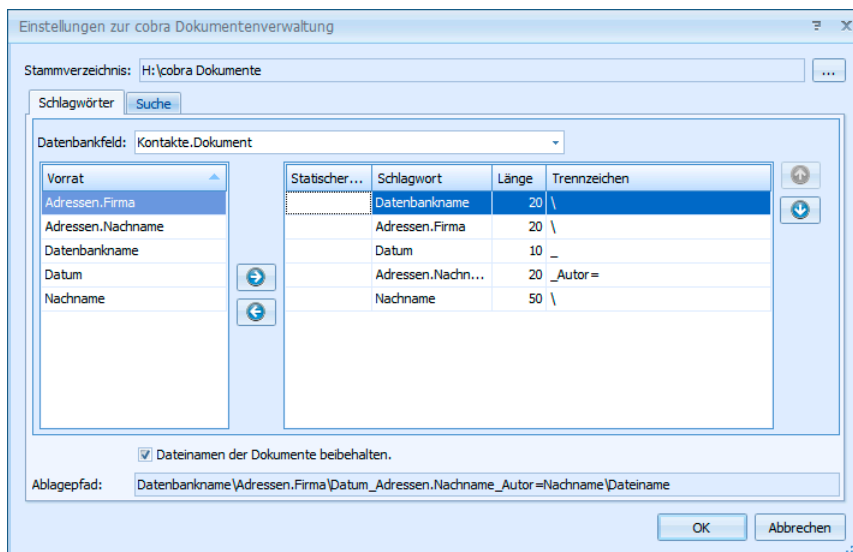 Einstellungen zur cobra Dokumentenverwaltung
Stammverzeichnis: H:\cobra Dokumente ...
Schlagwörter Suche
Datenbankfeld: Kontakte.Dokument
Vorrat Statischer... Schlagwort Länge Trennzeichen
Adressen.Firma Datenbankname 20 \
Adressen.Nachname Adressen.Firma 20 \
Datenbankname Datum 10 _
Datum Adressen.Nachn... 20 _Autor=
Nachname Nachname 50 \
Dateinamen der Dokumente beibehalten.
Ablagepfad: Datenbankname\Adressen.Firma\Datum_Adressen.Nachname_Autor=Nachname\Dateiname
OK Abbrechen